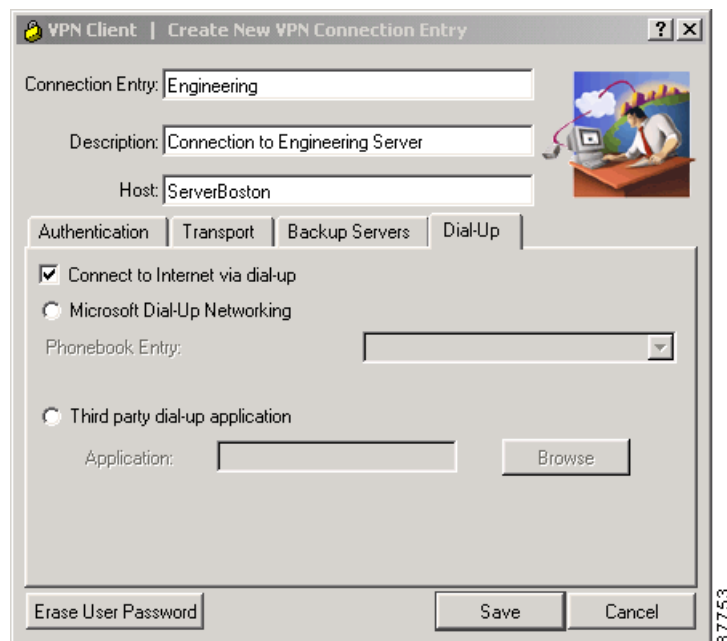 VPN Client | Create New VPN Connection Entry
Connection Entry: Engineering
Description: Connection to Engineering Server
Host: ServerBoston
Authentication Transport Backup Servers Dial-Up
Connect to Internet via dial-up
Microsoft Dial-Up Networking
Phonebook Entry:
Third party dial-up application
Application: Browse
Erase User Password Save Cancel